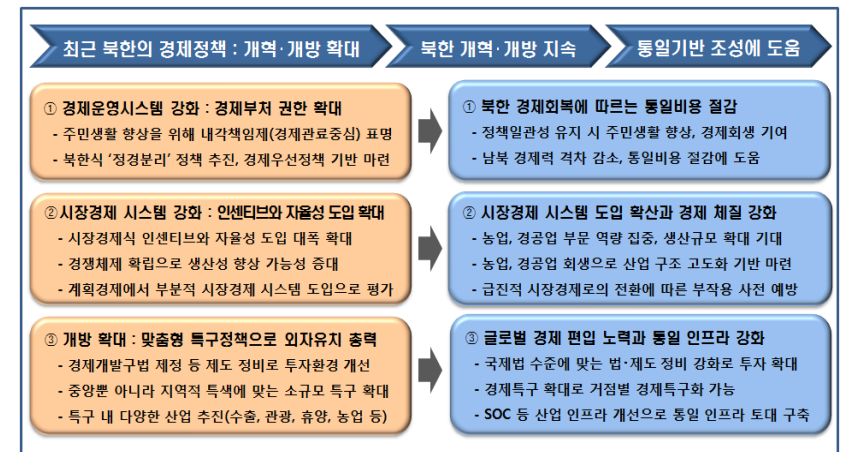 최근 북한의 경제정책 : 개혁·개방 확대
북한 개혁·개방 지속
통일기반 조성에 도움
① 경제운영시스템 강화 : 경제부처 권한 확대
- 주민생활 향상을 위해 내각책임제(경제관료중심) 표명
- 북한식 '정경분리' 정책 추진, 경제우선정책 기반 마련
① 북한 경제회복에 따르는 통일비용 절감
- 정책일관성 유지 시 주민생활 향상, 경제회생 기여
- 남북 경제력 격차 감소, 통일비용 절감에 도움
②시장경제 시스템 강화 : 인센티브와 자율성 도입 확대
- 시장경제식 인센티브와 자율성 도입 대폭 확대
- 경쟁체제 확립으로 생산성 향상 가능성 증대
- 계획경제에서 부분적 시장경제 시스템 도입으로 평가
② 시장경제 시스템 도입 확산과 경제 체질 강화
- 농업, 경공업 부문 역량 집중, 생산규모 확대 기대
- 농업, 경공업 회생으로 산업 구조 고도화 기반 마련
- 급진적 시장경제로의 전환에 따른 부작용 사전 예방
③ 개방 확대 : 맞춤형 특구정책으로 외자유치 총력
- 경제개발구법 제정 등 제도 정비로 투자환경 개선
- 중앙뿐 아니라 지역적 특색에 맞는 소규모 특구 확대
- 특구 내 다양한 산업 추진(수출, 관광, 휴양, 농업 등)
③ 글로벌 경제 편입 노력과 통일 인프라 강화
- 국제법 수준에 맞는 법·제도 정비 강화로 투자 확대
- 경제특구 확대로 거점별 경제특구화 가능
- SOC 등 산업 인프라 개선으로 통일 인프라 토대 구축